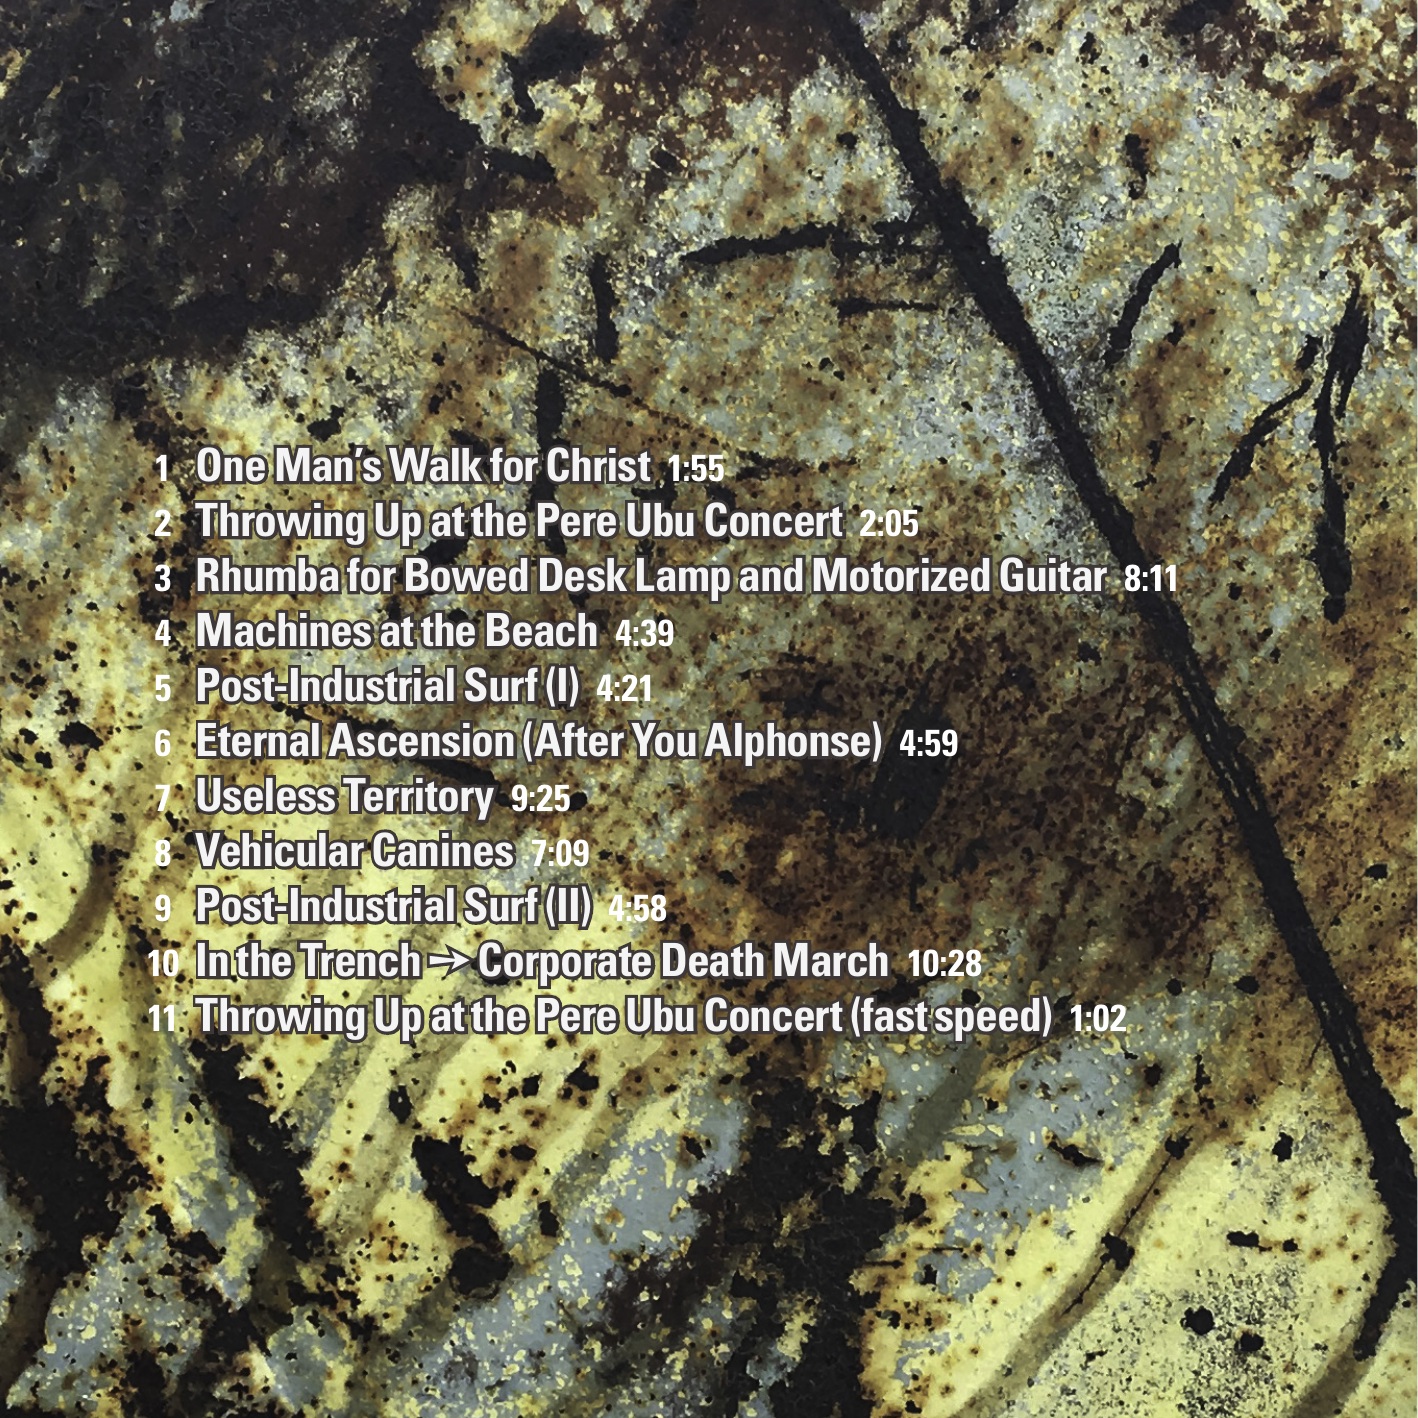 1 One Man's Walk for Christ 1:55
2 Throwing Up at the Pere Ubu Concert 2:05
3 Rhumba for Bowed Desk Lamp and Motorized Guitar 8:11
4 Machines at the Beach 4:39
5 Post-Industrial Surf (I) 4:21
6 Eternal Ascension (After You Alphonse) 4:59
7 Useless Territory 9:25
8 Vehicular Canines 7:09
9 Post-Industrial Surf (II) 4:58
10 In the Trench → Corporate Death March 10:28
11 Throwing Up at the Pere Ubu Concert (fast speed) 1:02